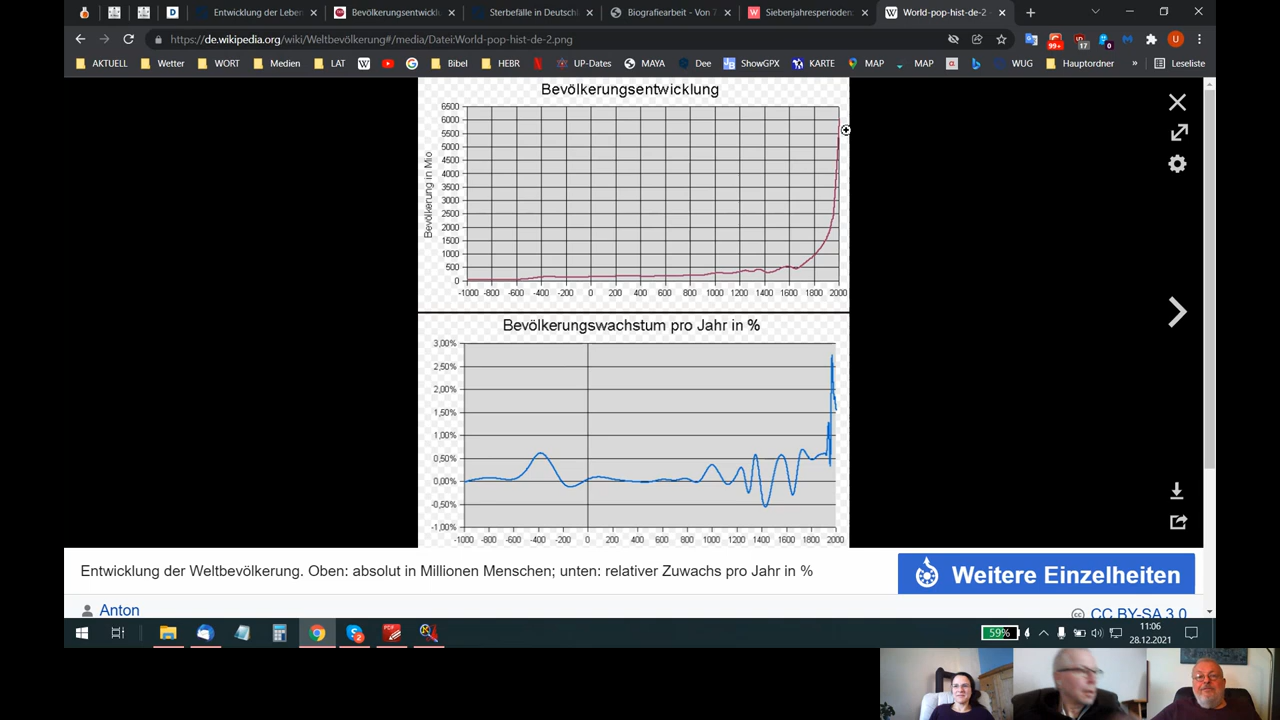 D
Entwicklung der Leben
Bevölkerungsentwickl
Sterbefälle in Deutschl
Biografiearbeit - Von 7
Siebenjahresperioden
World-pop-hist-de-2
https://de.wikipedia.org/wiki/Weltbevölkerung#/media/Datei:World-pop-hist-de-2.png
99+
17
0
U
AKTUELL
Wetter
WORT
Medien
LAT
Bibel
HEBR
UP-Dates
MAYA
Dee
ShowGPX
KARTE
MAP
MAP
WUG
Hauptordner
»
Leseliste
Bevölkerungsentwicklung
Bevölkerung in Mio
6500
6000
5500
5000
4500
4000
3500
3000
2500
2000
1500
1000
500
0
-1000 -800 -600 -400 -200 0 200 400 600 800 1000 1200 1400 1600 1800 2000
Bevölkerungswachstum pro Jahr in %
3,00%
2,50%
2,00%
1,50%
1,00%
0,50%
0,00%
-0,50%
-1,00%
-1000 -800 -600 -400 -200 0 200 400 600 800 1000 1200 1400 1600 1800 2000
Entwicklung der Weltbevölkerung. Oben: absolut in Millionen Menschen; unten: relativer Zuwachs pro Jahr in %
Weitere Einzelheiten
Anton
CC BY-SA 3.0
59%
11:06
28.12.2021